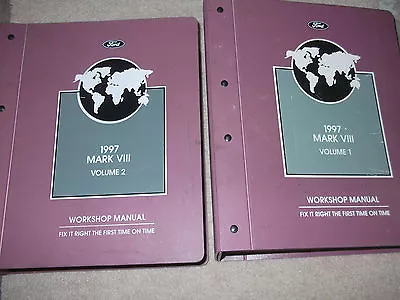 Ford
1997
MARK VIII
VOLUME 2
WORKSHOP MANUAL
FIX IT RIGHT THE FIRST TIME ON TIME
Ford
1997
MARK VIII
VOLUME 1
WORKSHOP MANUAL
FIX IT RIGHT THE FIRST TIME ON TIME